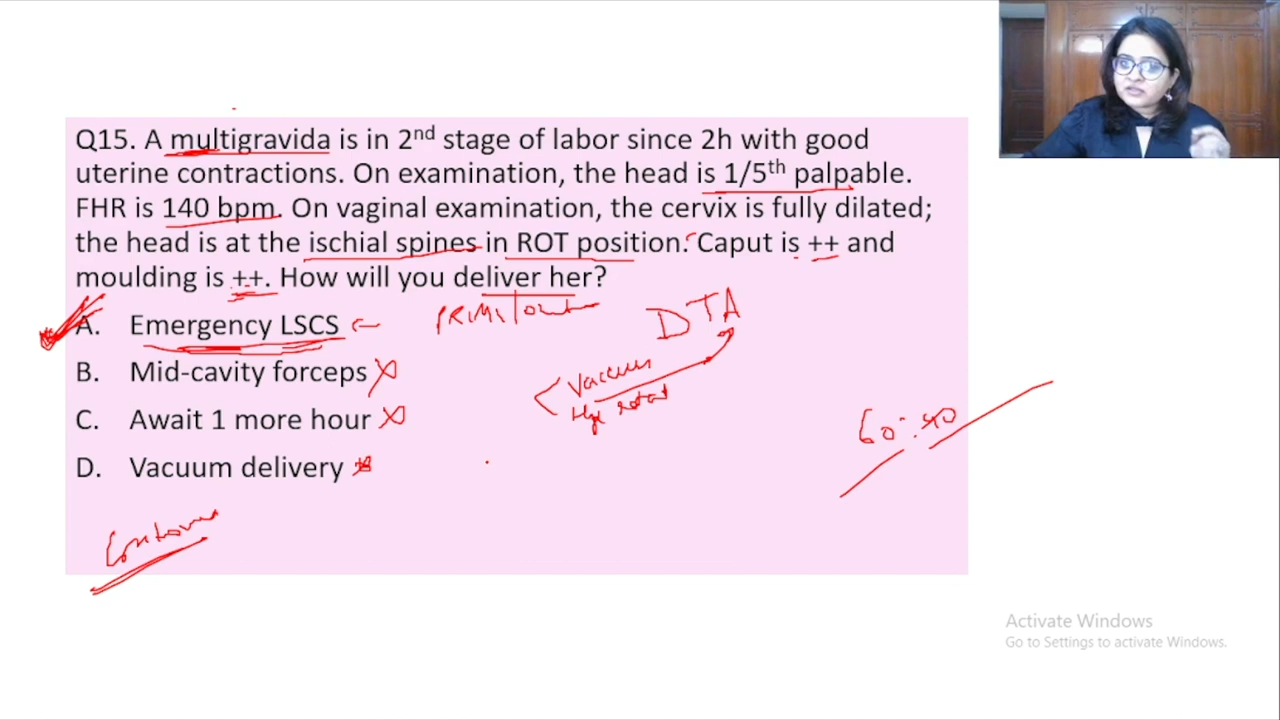 Q15. A multigravida is in 2nd stage of labor since 2h with good
uterine contractions. On examination, the head is 1/5th palpable.
FHR is 140 bpm. On vaginal examination, the cervix is fully dilated;
the head is at the ischial spines in ROT position. Caput is ++ and
moulding is ++. How will you deliver her?
A. Emergency LSCS
DTA
B. Mid-cavity forceps
Vacuum
C. Await 1 more hour
60:40
D. Vacuum delivery
Activate Windows
Go to Settings to activate Windows.